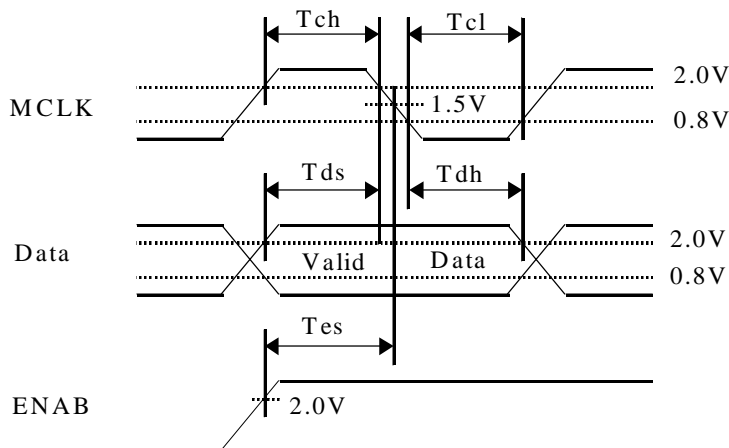 Tch Tcl
2.0V
MCLK 1.5V
0.8V
Tds Tdh
Data 2.0V
Valid Data
0.8V
Tes
ENAB 2.0V